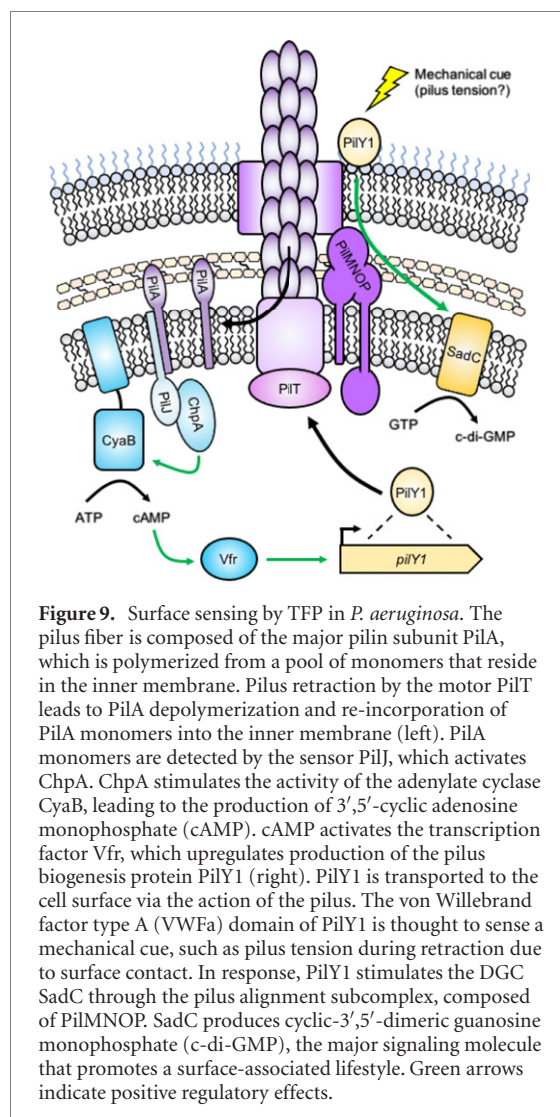 Mechanical cue
(pilus tension?)
PilY1
PilMNOP
PilA
PilA
SadC
PilJ
ChpA
PilT
CyaB
GTP
c-di-GMP
PilY1
ATP
cAMP
Vfr
pilY1
Figure 9. Surface sensing by TFP in P. aeruginosa. The
pilus fiber is composed of the major pilin subunit PilA,
which is polymerized from a pool of monomers that reside
in the inner membrane. Pilus retraction by the motor PilT
leads to PilA depolymerization and re-incorporation of
PilA monomers into the inner membrane (left). PilA
monomers are detected by the sensor PilJ, which activates
ChpA. ChpA stimulates the activity of the adenylate cyclase
CyaB, leading to the production of 3′,5′-cyclic adenosine
monophosphate (cAMP). cAMP activates the transcription
factor Vfr, which upregulates production of the pilus
biogenesis protein PilY1 (right). PilY1 is transported to the
cell surface via the action of the pilus. The von Willebrand
factor type A (VWFa) domain of PilY1 is thought to sense a
mechanical cue, such as pilus tension during retraction due
to surface contact. In response, PilY1 stimulates the DGC
SadC through the pilus alignment subcomplex, composed
of PilMNOP. SadC produces cyclic-3′,5′-dimeric guanosine
monophosphate (c-di-GMP), the major signaling molecule
that promotes a surface-associated lifestyle. Green arrows
indicate positive regulatory effects.